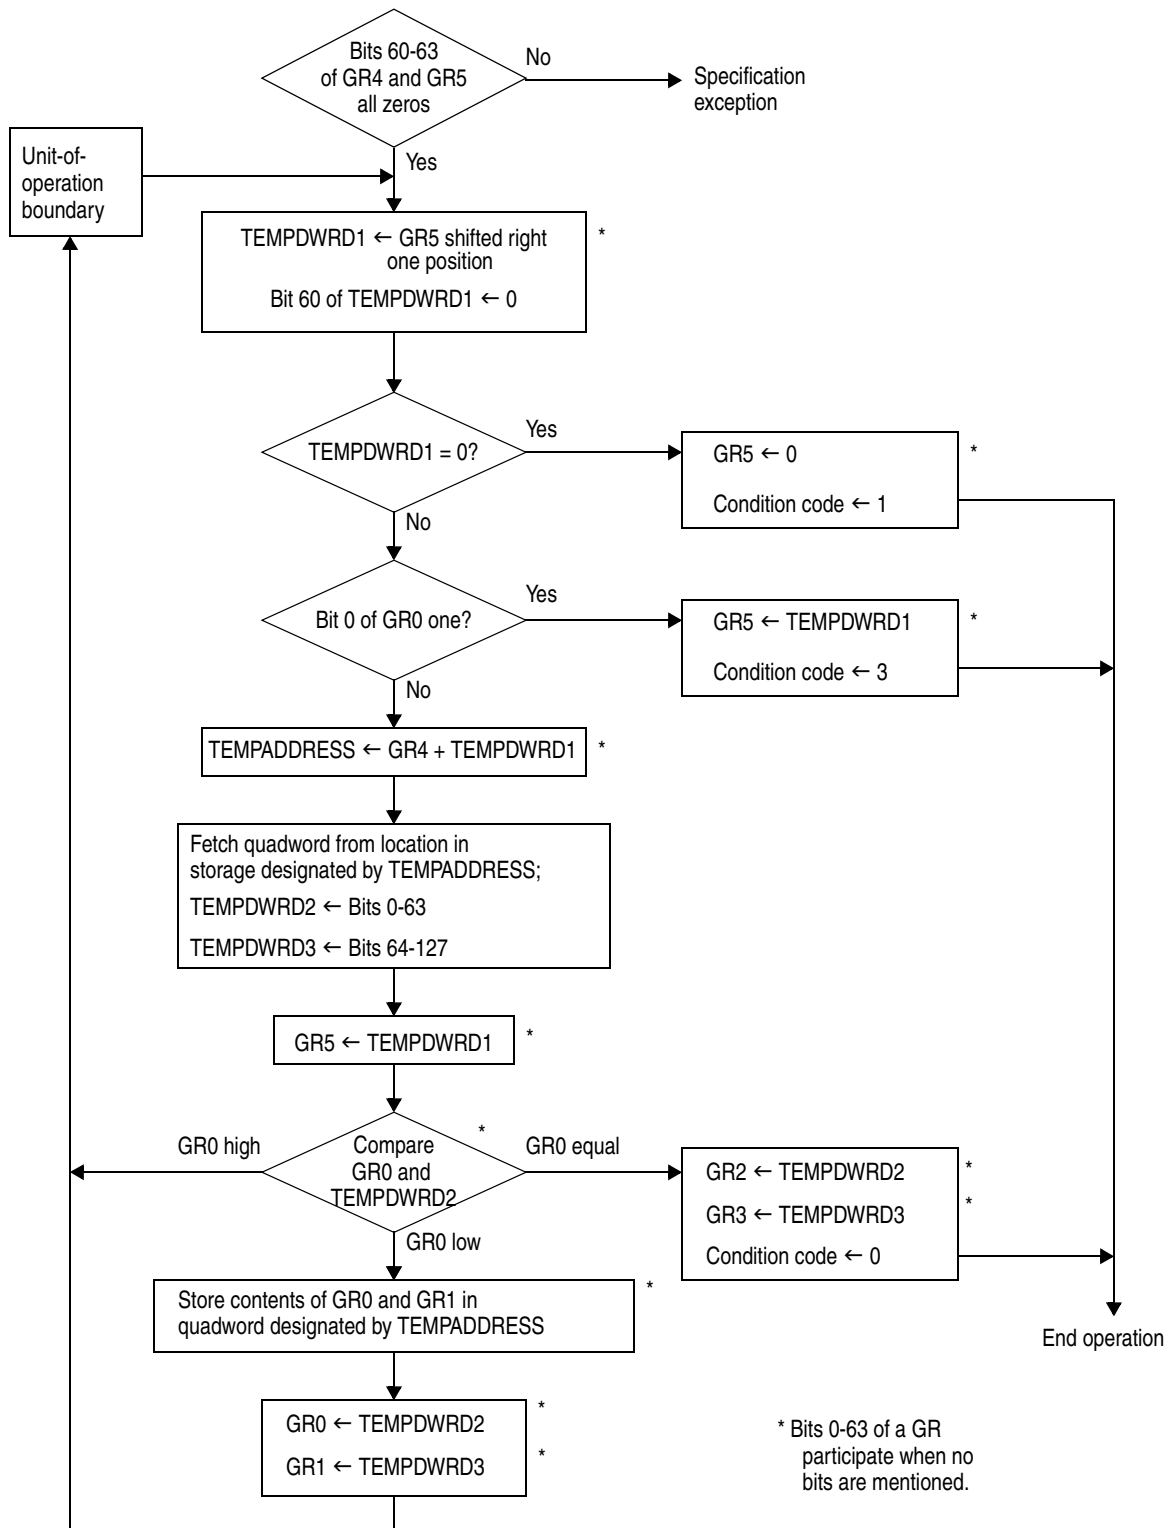 Bits 60-63
of GR4 and GR5
all zeros
No
Specification
exception
Yes
Unit-of-
operation
boundary
TEMPDWRD1 ← GR5 shifted right
one position
*
Bit 60 of TEMPDWRD1 ← 0
TEMPDWRD1 = 0?
Yes
GR5 ← 0
*
Condition code ← 1
No
Bit 0 of GR0 one?
Yes
GR5 ← TEMPDWRD1
*
Condition code ← 3
No
TEMPADDRESS ← GR4 + TEMPDWRD1
*
Fetch quadword from location in
storage designated by TEMPADDRESS;
TEMPDWRD2 ← Bits 0-63
TEMPDWRD3 ← Bits 64-127
GR5 ← TEMPDWRD1
*
GR0 high
Compare
GR0 and
TEMPDWRD2
*
GR0 equal
GR2 ← TEMPDWRD2
*
GR3 ← TEMPDWRD3
*
Condition code ← 0
GR0 low
Store contents of GR0 and GR1 in
quadword designated by TEMPADDRESS
*
End operation
GR0 ← TEMPDWRD2
*
GR1 ← TEMPDWRD3
*
* Bits 0-63 of a GR
participate when no
bits are mentioned.